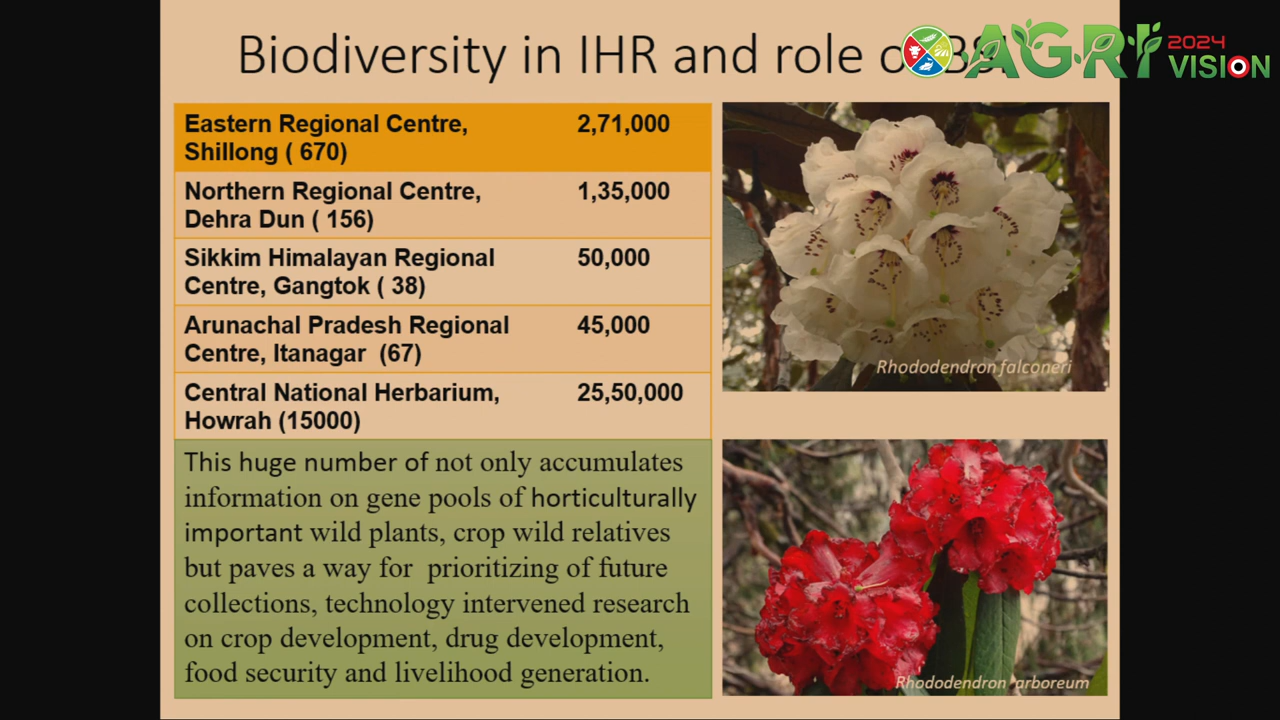 Biodiversity in IHR and role of BSI
AGRI 2024 VISION
Eastern Regional Centre, 2,71,000
Shillong ( 670)
Northern Regional Centre, 1,35,000
Dehra Dun ( 156)
Sikkim Himalayan Regional 50,000
Centre, Gangtok ( 38)
Arunachal Pradesh Regional 45,000
Centre, Itanagar (67)
Central National Herbarium, 25,50,000
Howrah (15000)
This huge number of not only accumulates
information on gene pools of horticulturally
important wild plants, crop wild relatives
but paves a way for prioritizing of future
collections, technology intervened research
on crop development, drug development,
food security and livelihood generation.
Rhododendron falconeri
Rhododendron arboreum